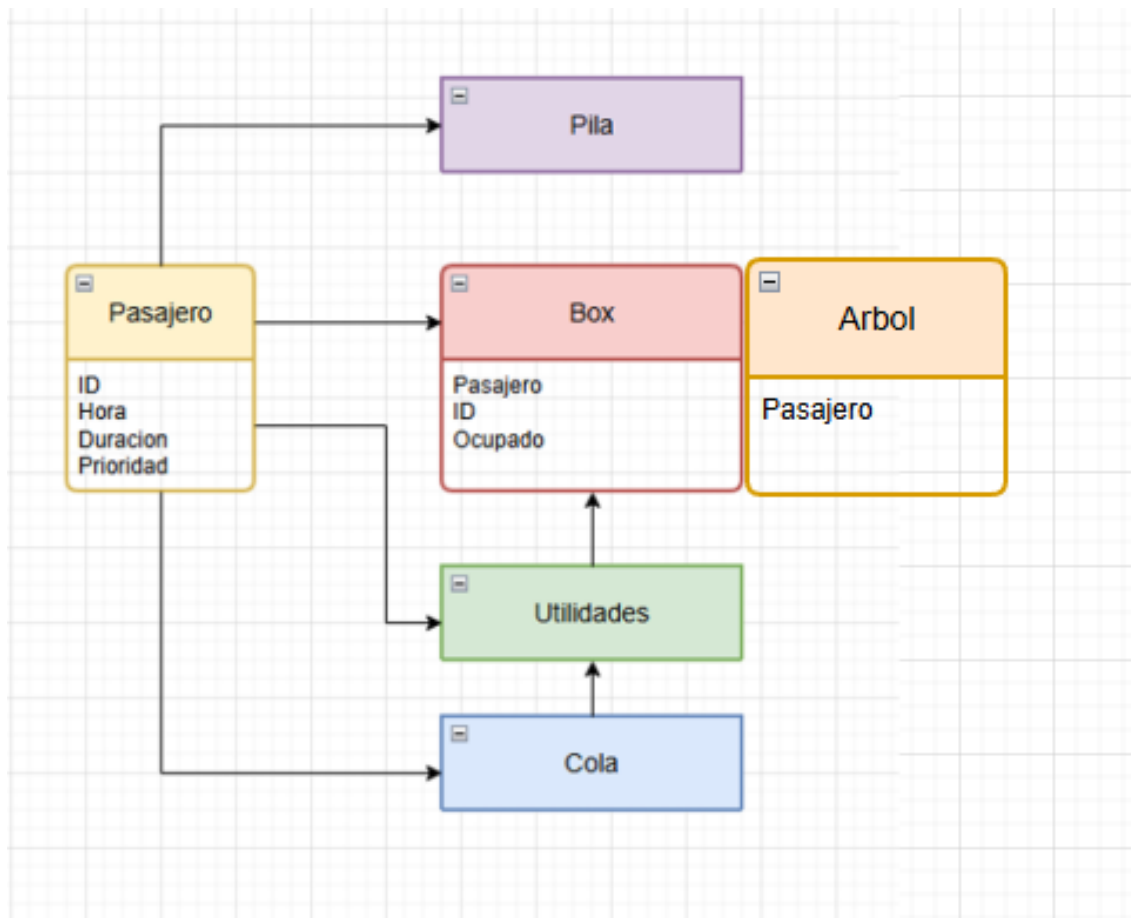 Pila
Pasajero
ID
Hora
Duracion
Prioridad
Box
Pasajero
ID
Ocupado
Arbol
Pasajero
Utilidades
Cola